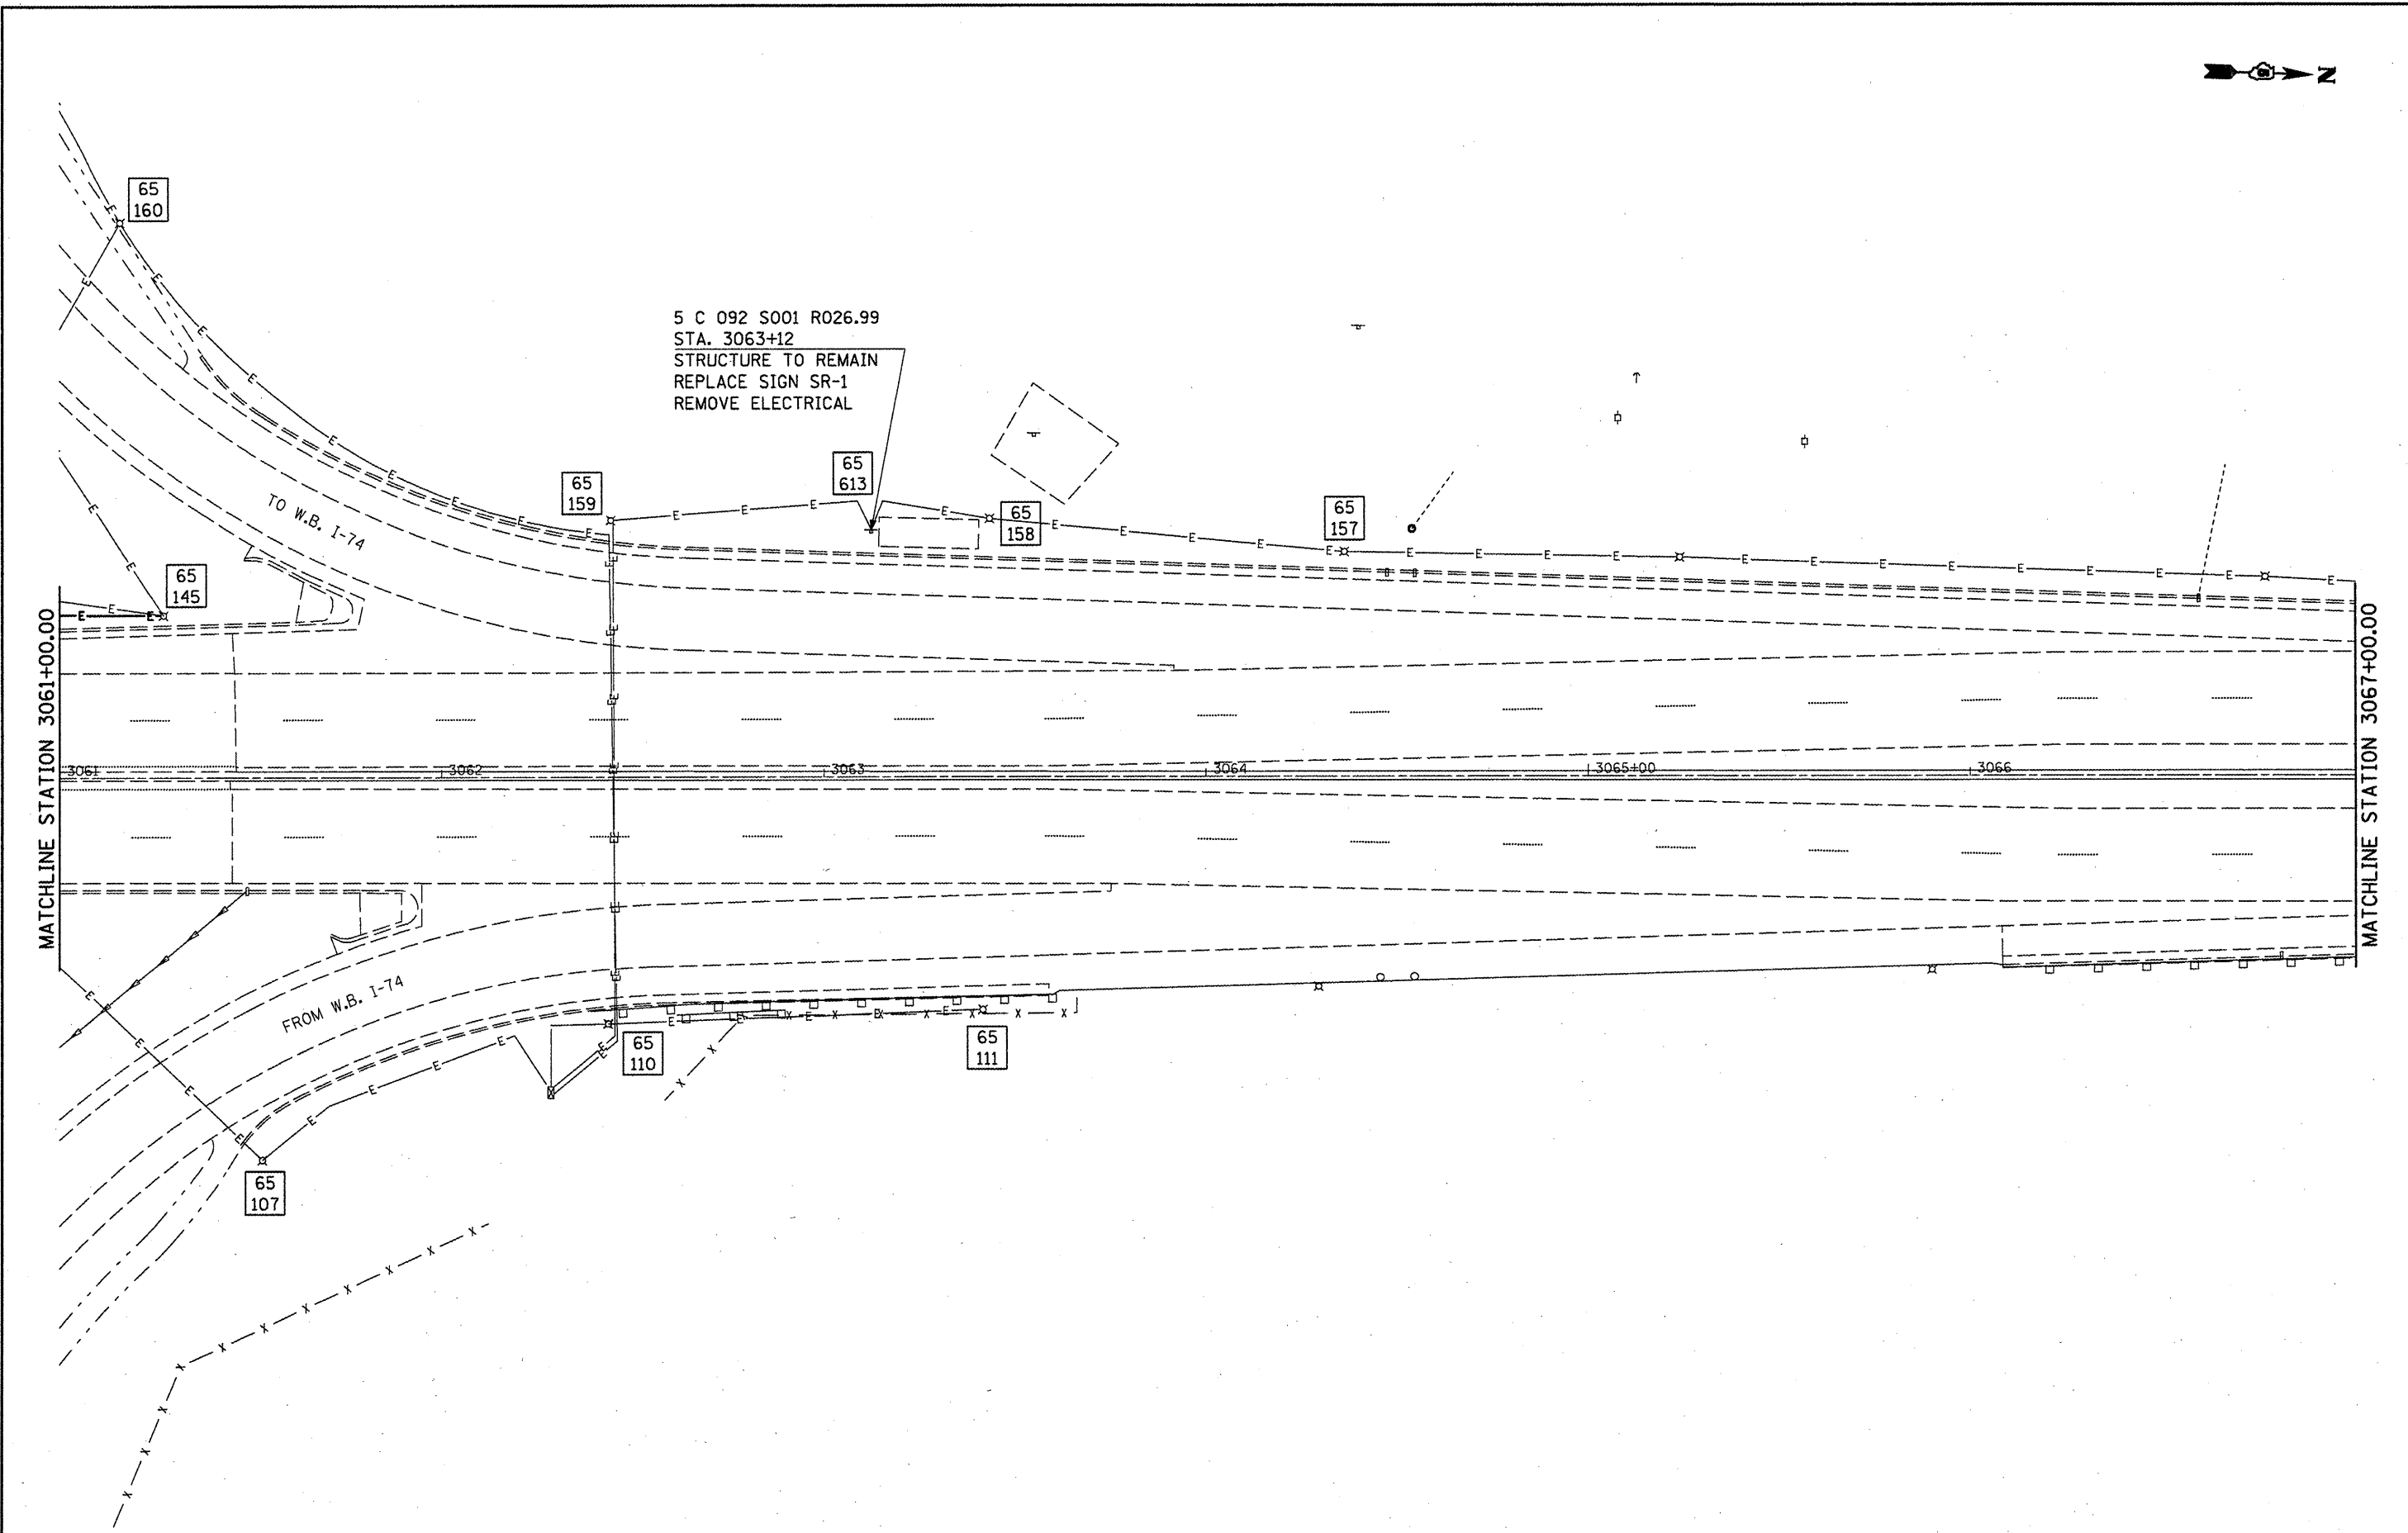 N
65
160
5 C 092 S001 R026.99
STA. 3063+12
STRUCTURE TO REMAIN
REPLACE SIGN SR-1
REMOVE ELECTRICAL
65
613
65
159
65
158
65
157
TO W.B. I-74
65
145
MATCHLINE STATION 3061+00.00
MATCHLINE STATION 3067+00.00
3061
3062
3063
3064
3065+00
3066
FROM W.B. I-74
65
110
65
111
65
107